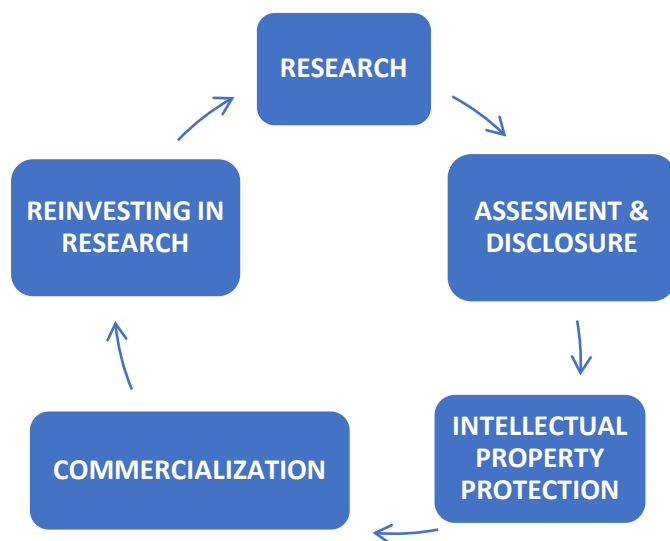 RESEARCH
ASSESMENT &
DISCLOSURE
INTELLECTUAL
PROPERTY
PROTECTION
COMMERCIALIZATION
REINVESTING IN
RESEARCH